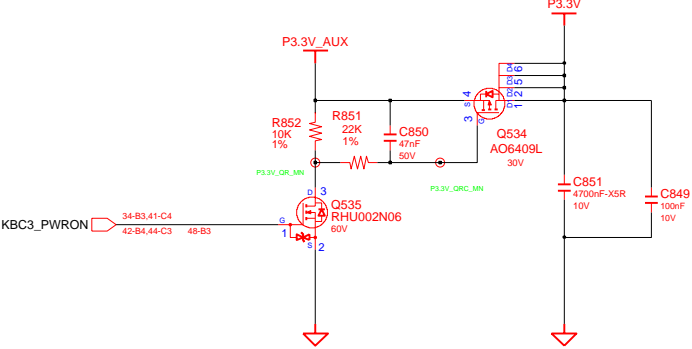 P3.3V
P3.3V_AUX
R852
10K
1%
R851
22K
1%
C850
47nF
50V
4
S
3
G
D4 6
D3 5
D2 2
D1 1
Q534
AO6409L
30V
P3.3V_QR_MN
P3.3V_QRC_MN
D 3
Q535
RHU002N06
60V
G
1
S 2
KBC3_PWRON
34-B3,41-C4
42-B4,44-C3 48-B3
C851
4700nF-X5R
10V
C849
100nF
10V